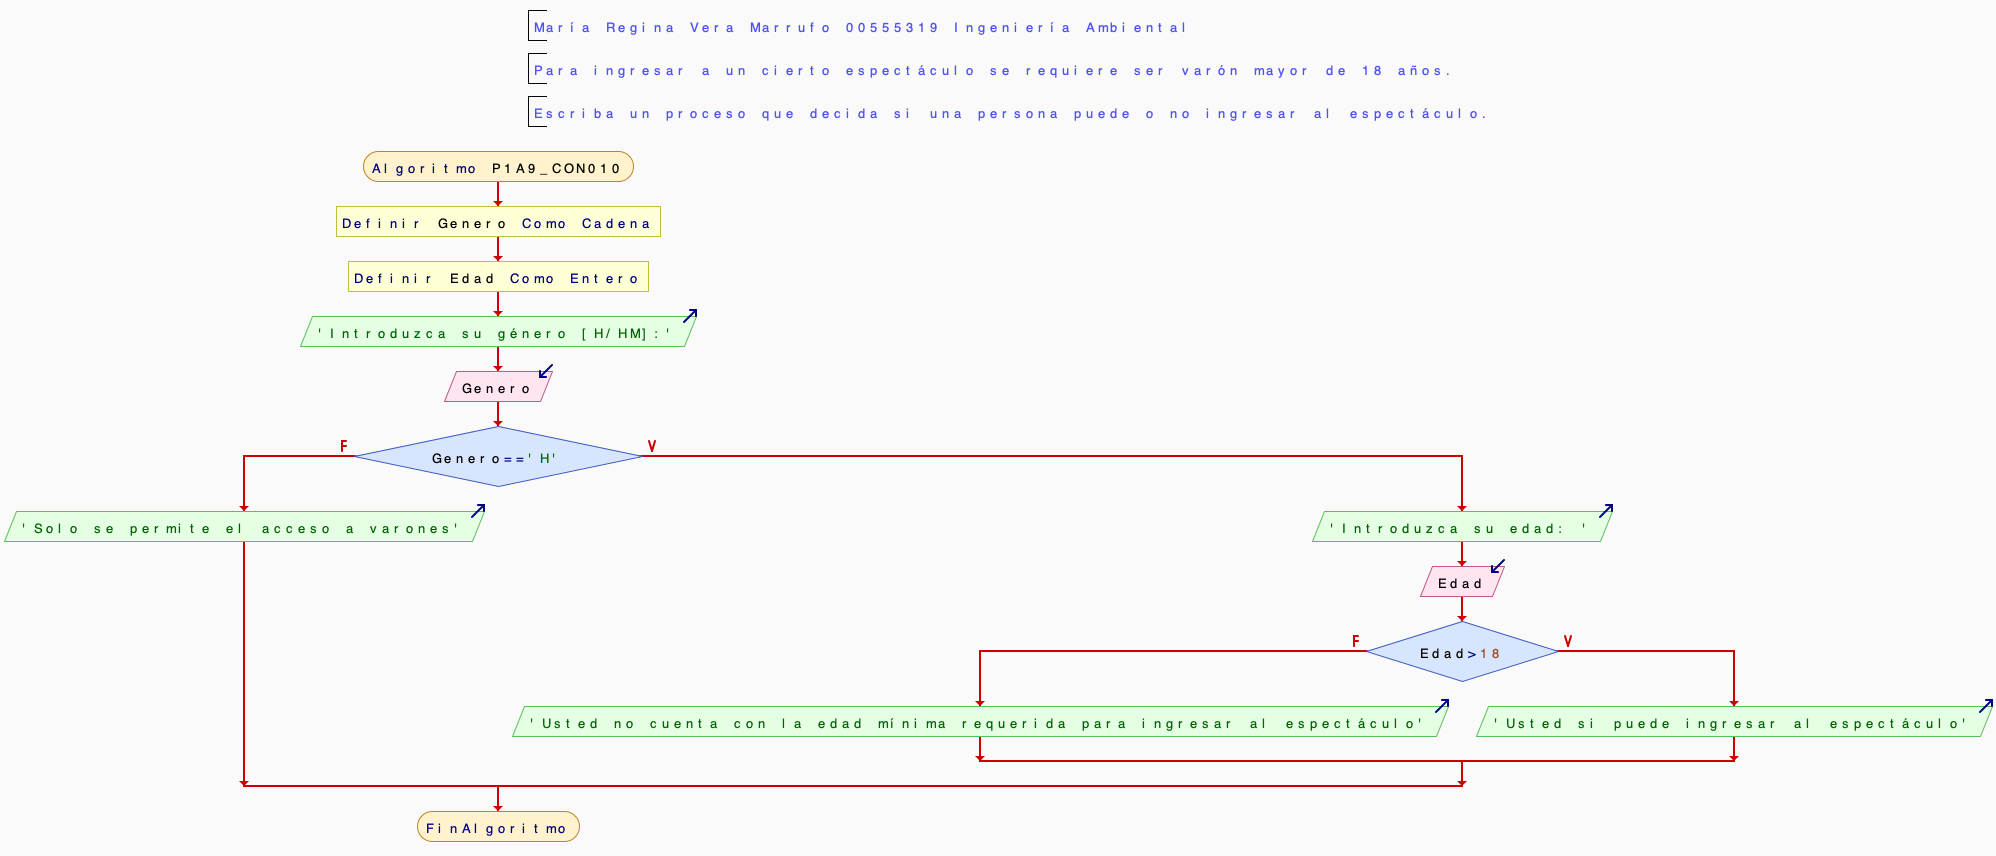 María Regina Vera Marrufo 00555319 Ingeniería Ambiental
Para ingresar a un cierto espectáculo se requiere ser varón mayor de 18 años.
Escriba un proceso que decida si una persona puede o no ingresar al espectáculo.
Algoritmo P1A9_CON010
Definir Genero Como Cadena
Definir Edad Como Entero
'Introduzca su género [H/HM]:'
Genero
F
V
Genero=='H'
'Solo se permite el acceso a varones'
'Introduzca su edad: '
Edad
F
V
Edad>18
'Usted no cuenta con la edad mínima requerida para ingresar al espectáculo'
'Usted si puede ingresar al espectáculo'
FinAlgoritmo